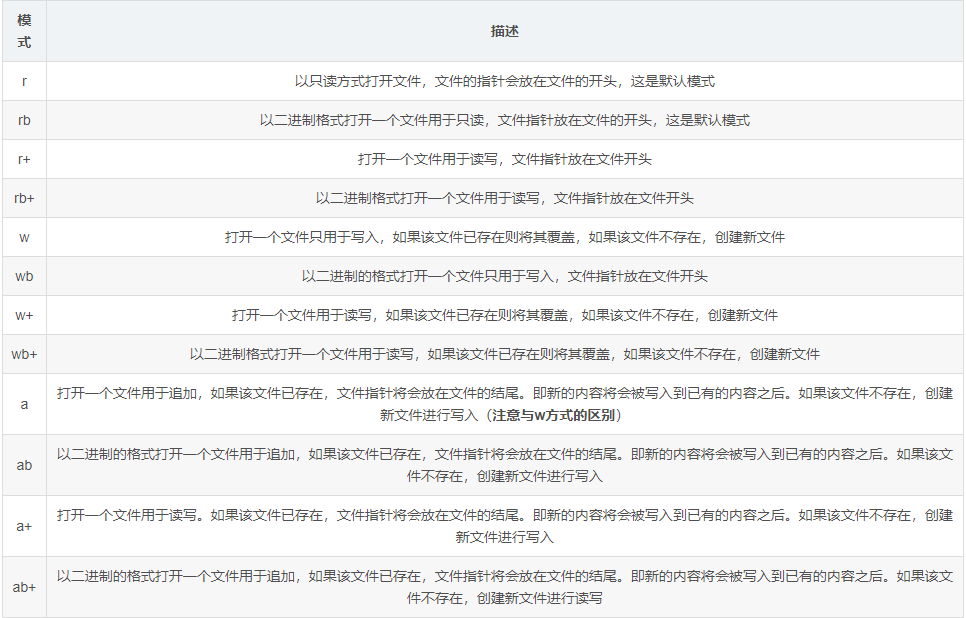 模
式
描述
r
以只读方式打开文件，文件的指针会放在文件的开头，这是默认模式
rb
以二进制格式打开一个文件用于只读，文件指针放在文件的开头，这是默认模式
r+
打开一个文件用于读写，文件指针放在文件开头
rb+
以二进制格式打开一个文件用于读写，文件指针放在文件开头
w
打开一个文件只用于写入，如果该文件已存在则将其覆盖，如果该文件不存在，创建新文件
wb
以二进制的格式打开一个文件只用于写入，文件指针放在文件开头
w+
打开一个文件用于读写，如果该文件已存在则将其覆盖，如果该文件不存在，创建新文件
wb+
以二进制格式打开一个文件用于读写，如果该文件已存在则将其覆盖，如果该文件不存在，创建新文件
a
打开一个文件用于追加，如果该文件已存在，文件指针将会放在文件的结尾。即新的内容将会被写入到已有的内容之后。如果该文件不存在，创建
新文件进行写入（注意与w方式的区别）
ab
以二进制的格式打开一个文件用于追加，如果该文件已存在，文件指针将会放在文件的结尾。即新的内容将会被写入到已有的内容之后。如果该文
件不存在，创建新文件进行写入
a+
打开一个文件用于读写。如果该文件已存在，文件指针将会放在文件的结尾。即新的内容将会被写入到已有的内容之后。如果该文件不存在，创建
新文件进行写入
ab+
以二进制的格式打开一个文件用于追加，如果该文件已存在，文件指针将会放在文件的结尾。即新的内容将会被写入到已有的内容之后。如果该文
件不存在，创建新文件进行读写